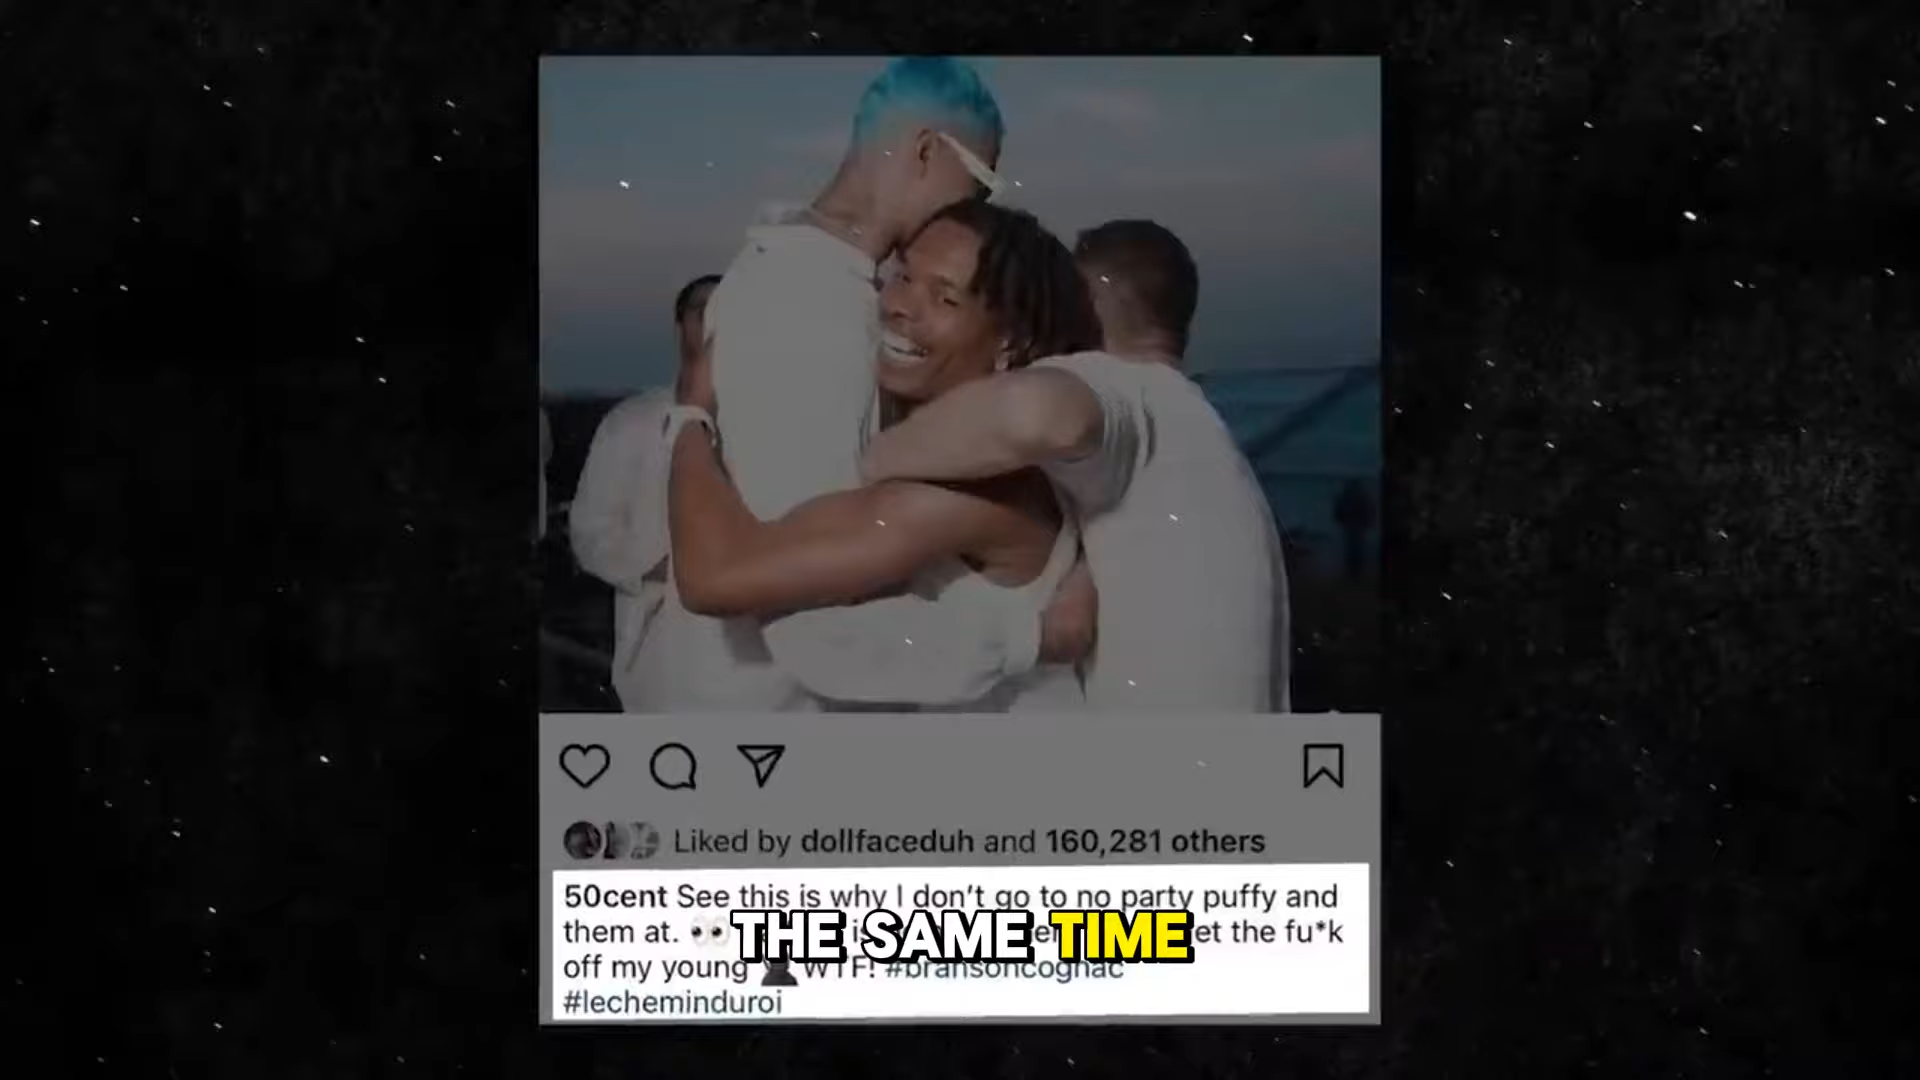 Liked by dollfaceduh and 160,281 others
50cent See this is why I don't go to no party puffy and
them at. 👀 et the fu*k
THE SAME TIME
off my young WTF! #bransoncognac
#lecheminduroi